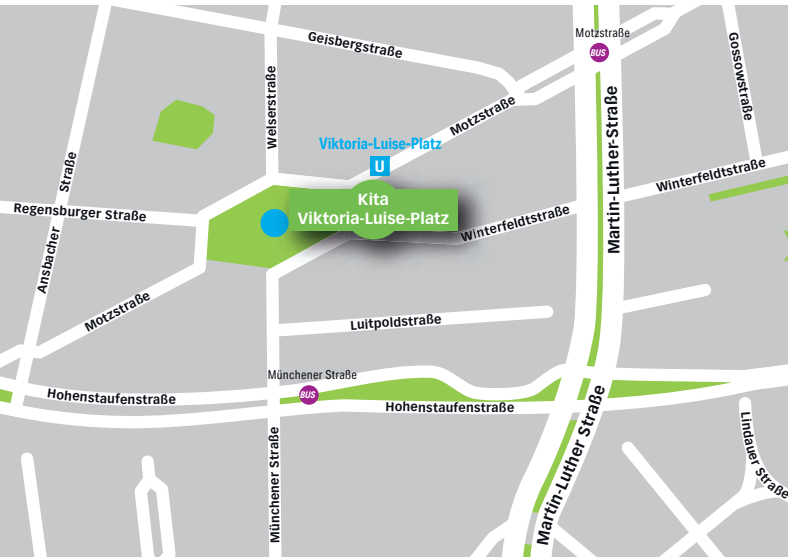 Motzstraße
BUS
Geisbergstraße
Gossowstraße
Welserstraße
Motzstraße
Martin-Luther-Straße
Viktoria-Luise-Platz
U
Ansbacher Straße
Winterfeldtstraße
Kita
Viktoria-Luise-Platz
Regensburger Straße
Winterfeldtstraße
Motzstraße
Luitpoldstraße
Münchener Straße
BUS
Hohenstaufenstraße
Hohenstaufenstraße
Martin-Luther Straße
Münchener Straße
Lindauer Straße